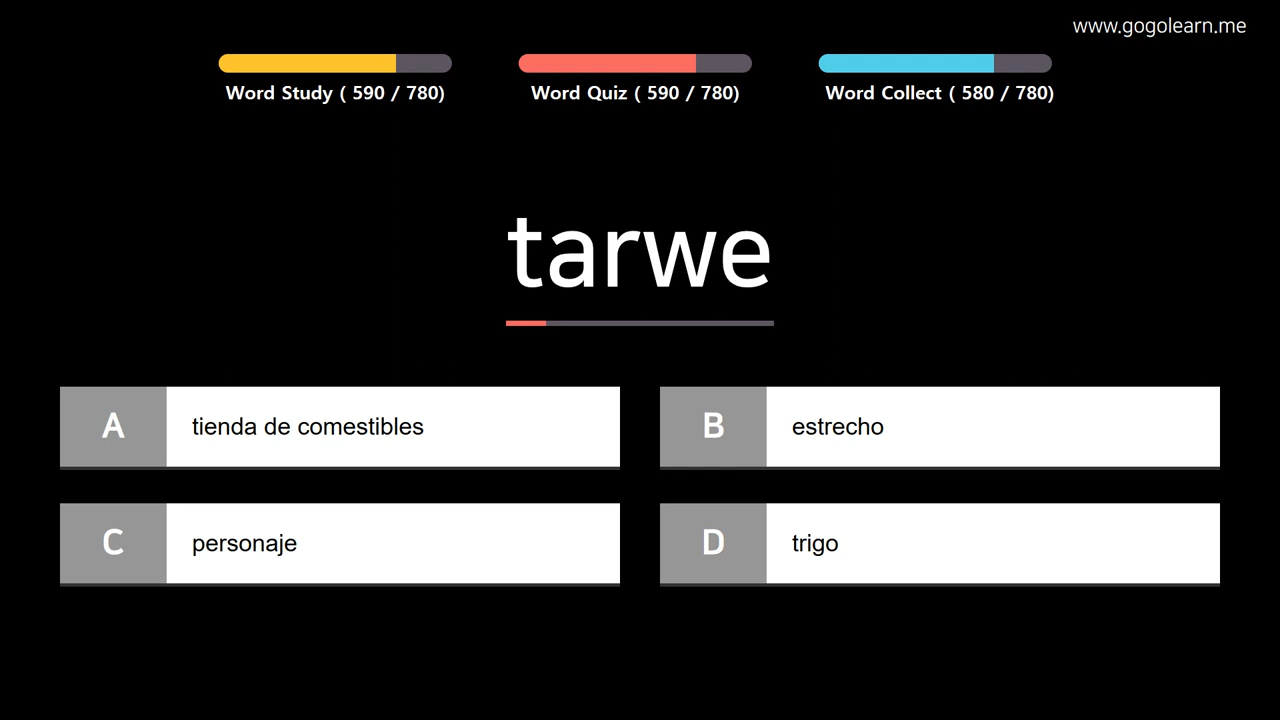 www.gogolearn.me
Word Study ( 590 / 780)
Word Quiz ( 590 / 780)
Word Collect ( 580 / 780)
tarwe
A tienda de comestibles
B estrecho
C personaje
D trigo